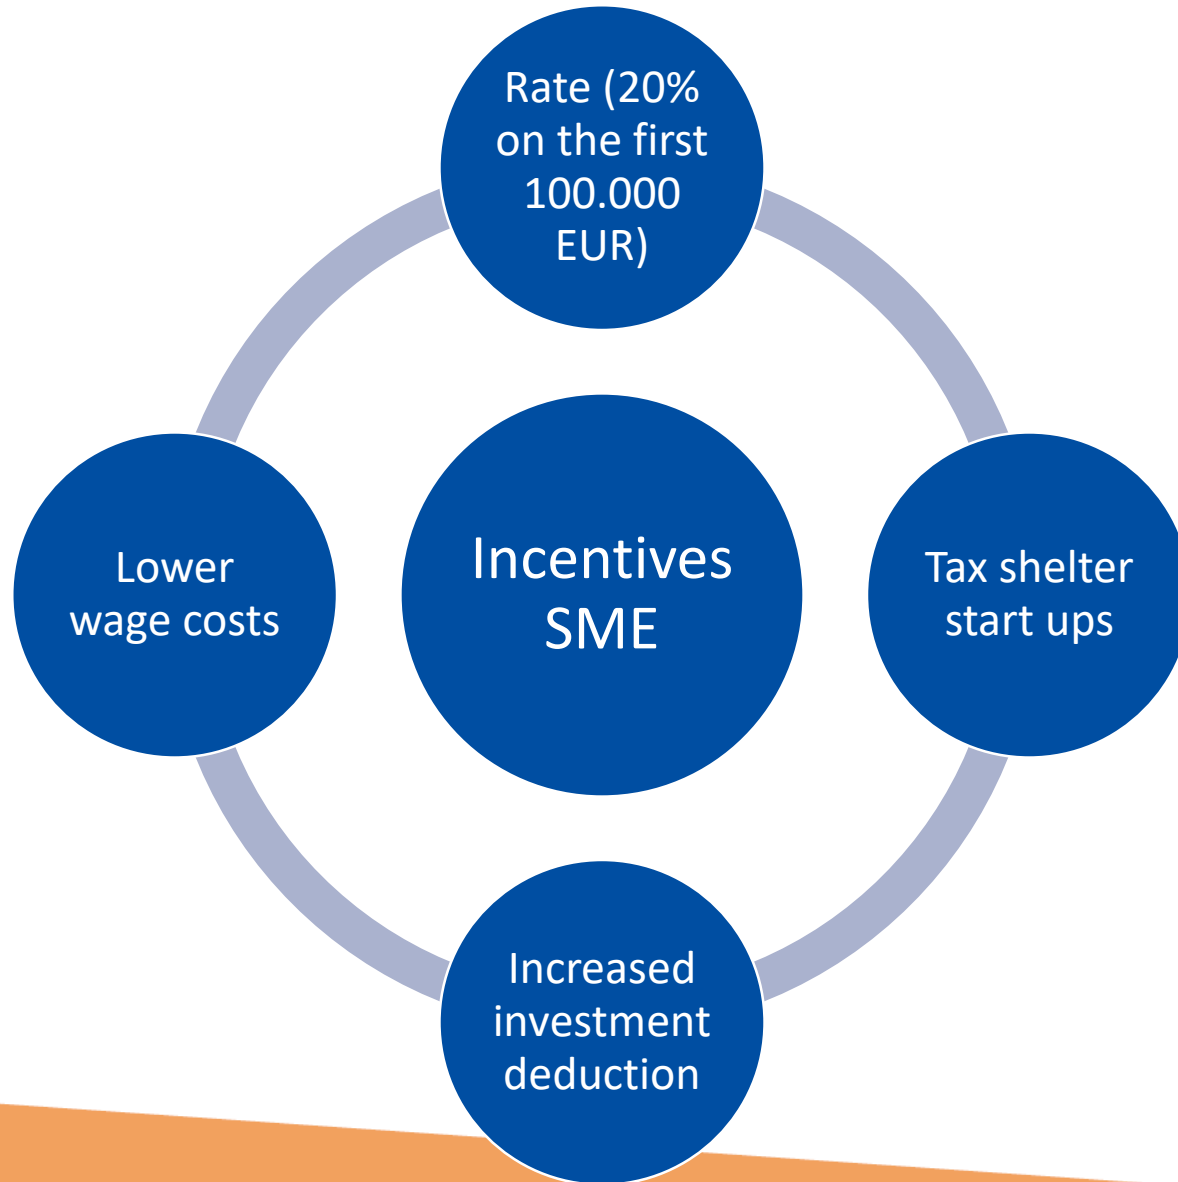 Rate (20%
on the first
100.000
EUR)
Lower
wage costs
Incentives
SME
Tax shelter
start ups
Increased
investment
deduction